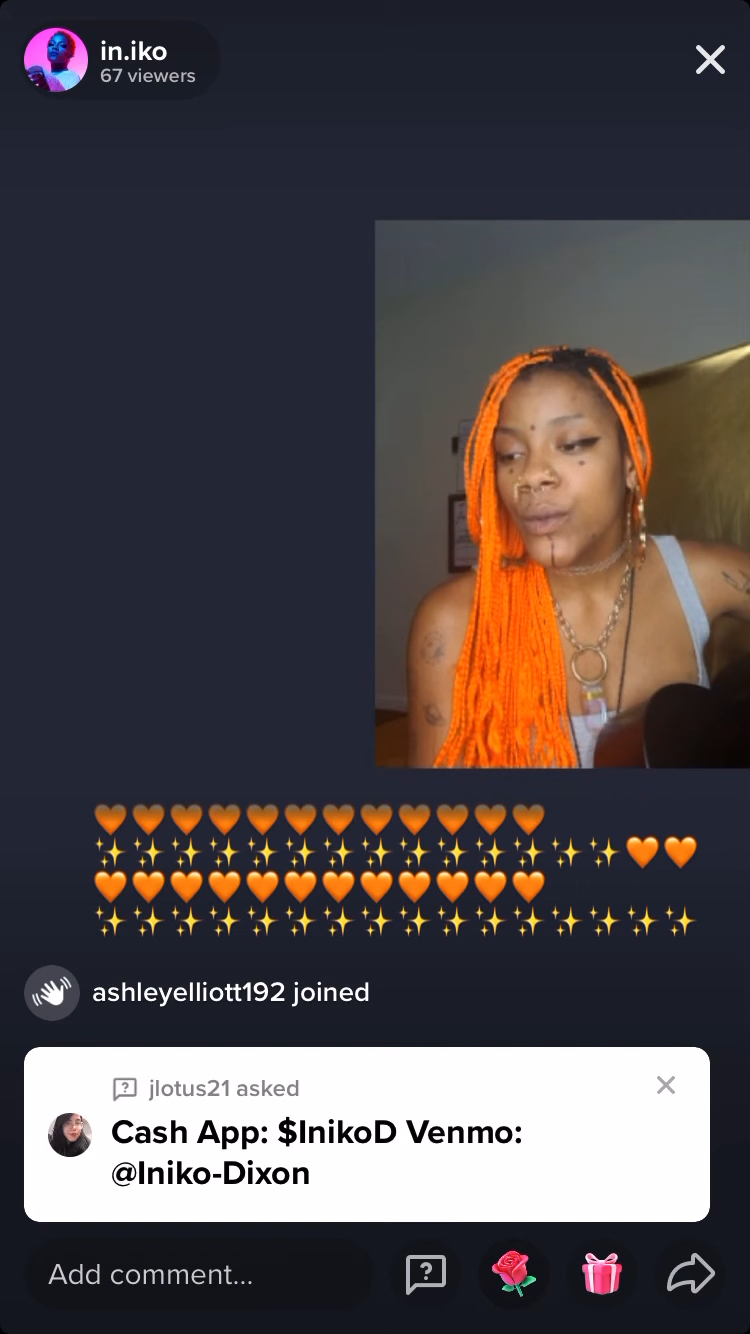 in.iko
67 viewers
🧡🧡🧡🧡🧡🧡🧡🧡🧡🧡🧡🧡
✨✨✨✨✨✨✨✨✨✨✨✨✨✨🧡🧡
🧡🧡🧡🧡🧡🧡🧡🧡🧡🧡🧡🧡
✨✨✨✨✨✨✨✨✨✨✨✨✨✨✨✨
ashleyelliott192 joined
jlotus21 asked
Cash App: $InikoD Venmo:
@Iniko-Dixon
Add comment...